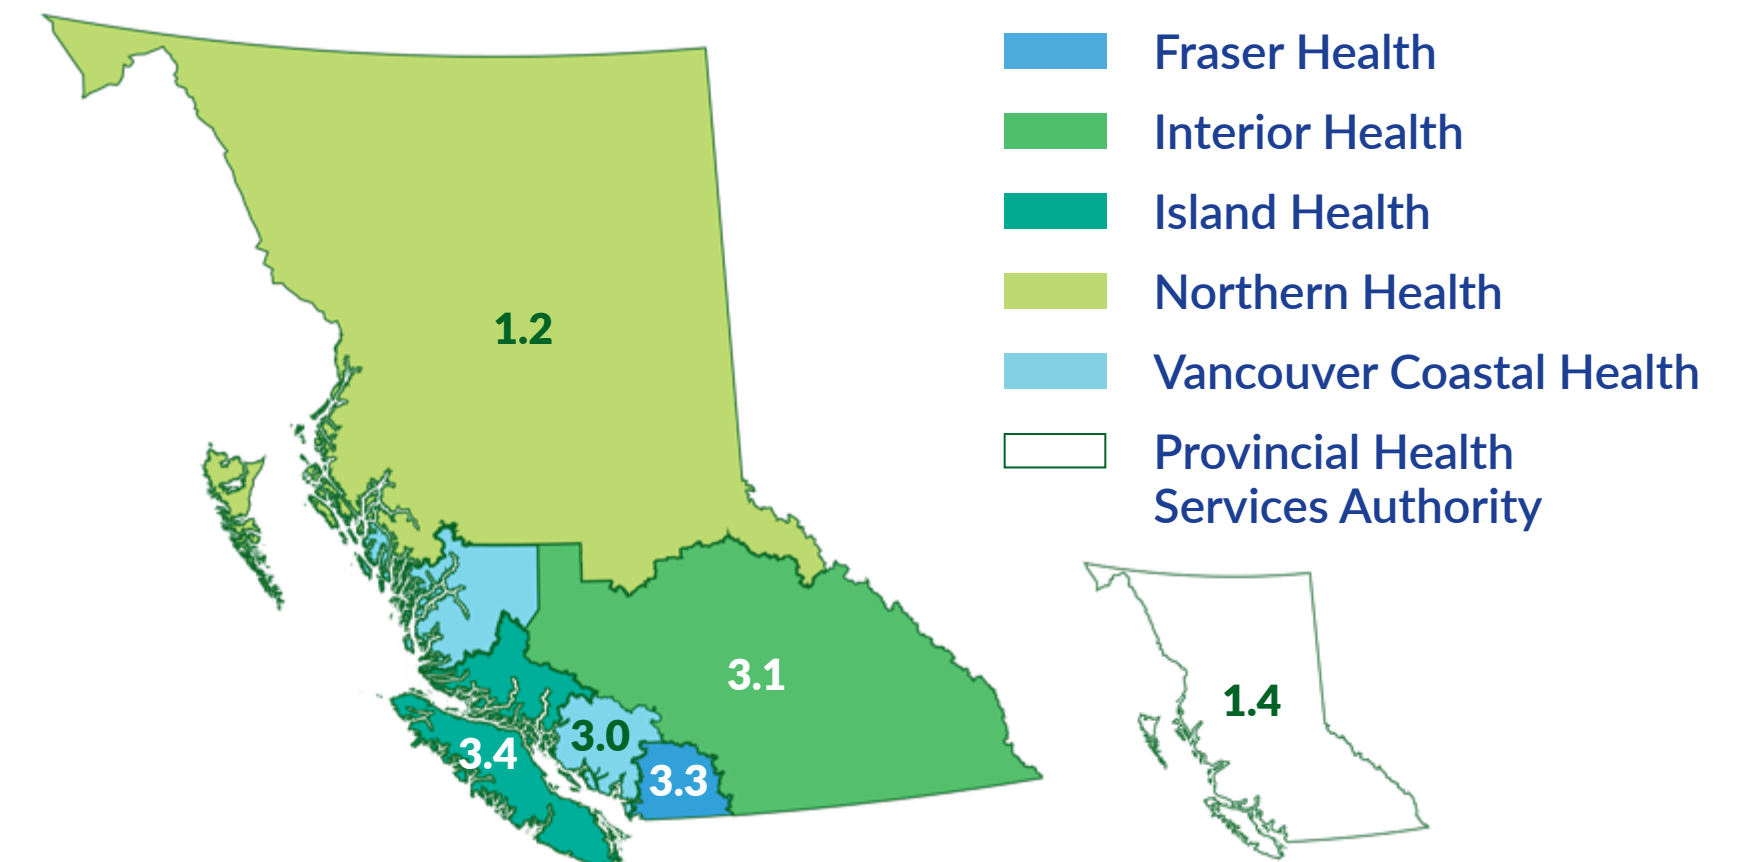 Fraser Health
Interior Health
Island Health
Northern Health
Vancouver Coastal Health
Provincial Health
Services Authority
1.2
3.1
3.0
3.4
3.3
1.4